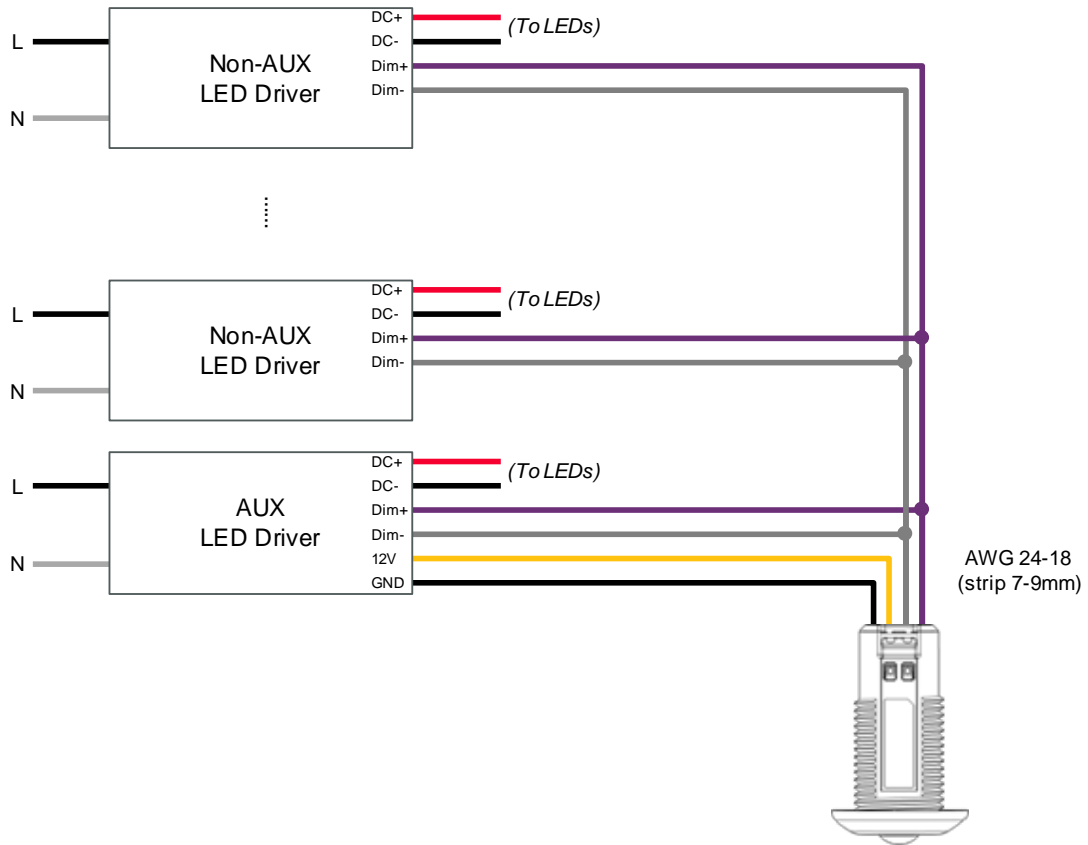 DC+
L
DC-
(To LEDs)
Non-AUX
LED Driver
Dim+
Dim-
N
DC+
L
DC-
(To LEDs)
Non-AUX
LED Driver
Dim+
Dim-
N
DC+
L
DC-
(To LEDs)
AUX
LED Driver
Dim+
Dim-
N
12V
GND
AWG 24-18
(strip 7-9mm)